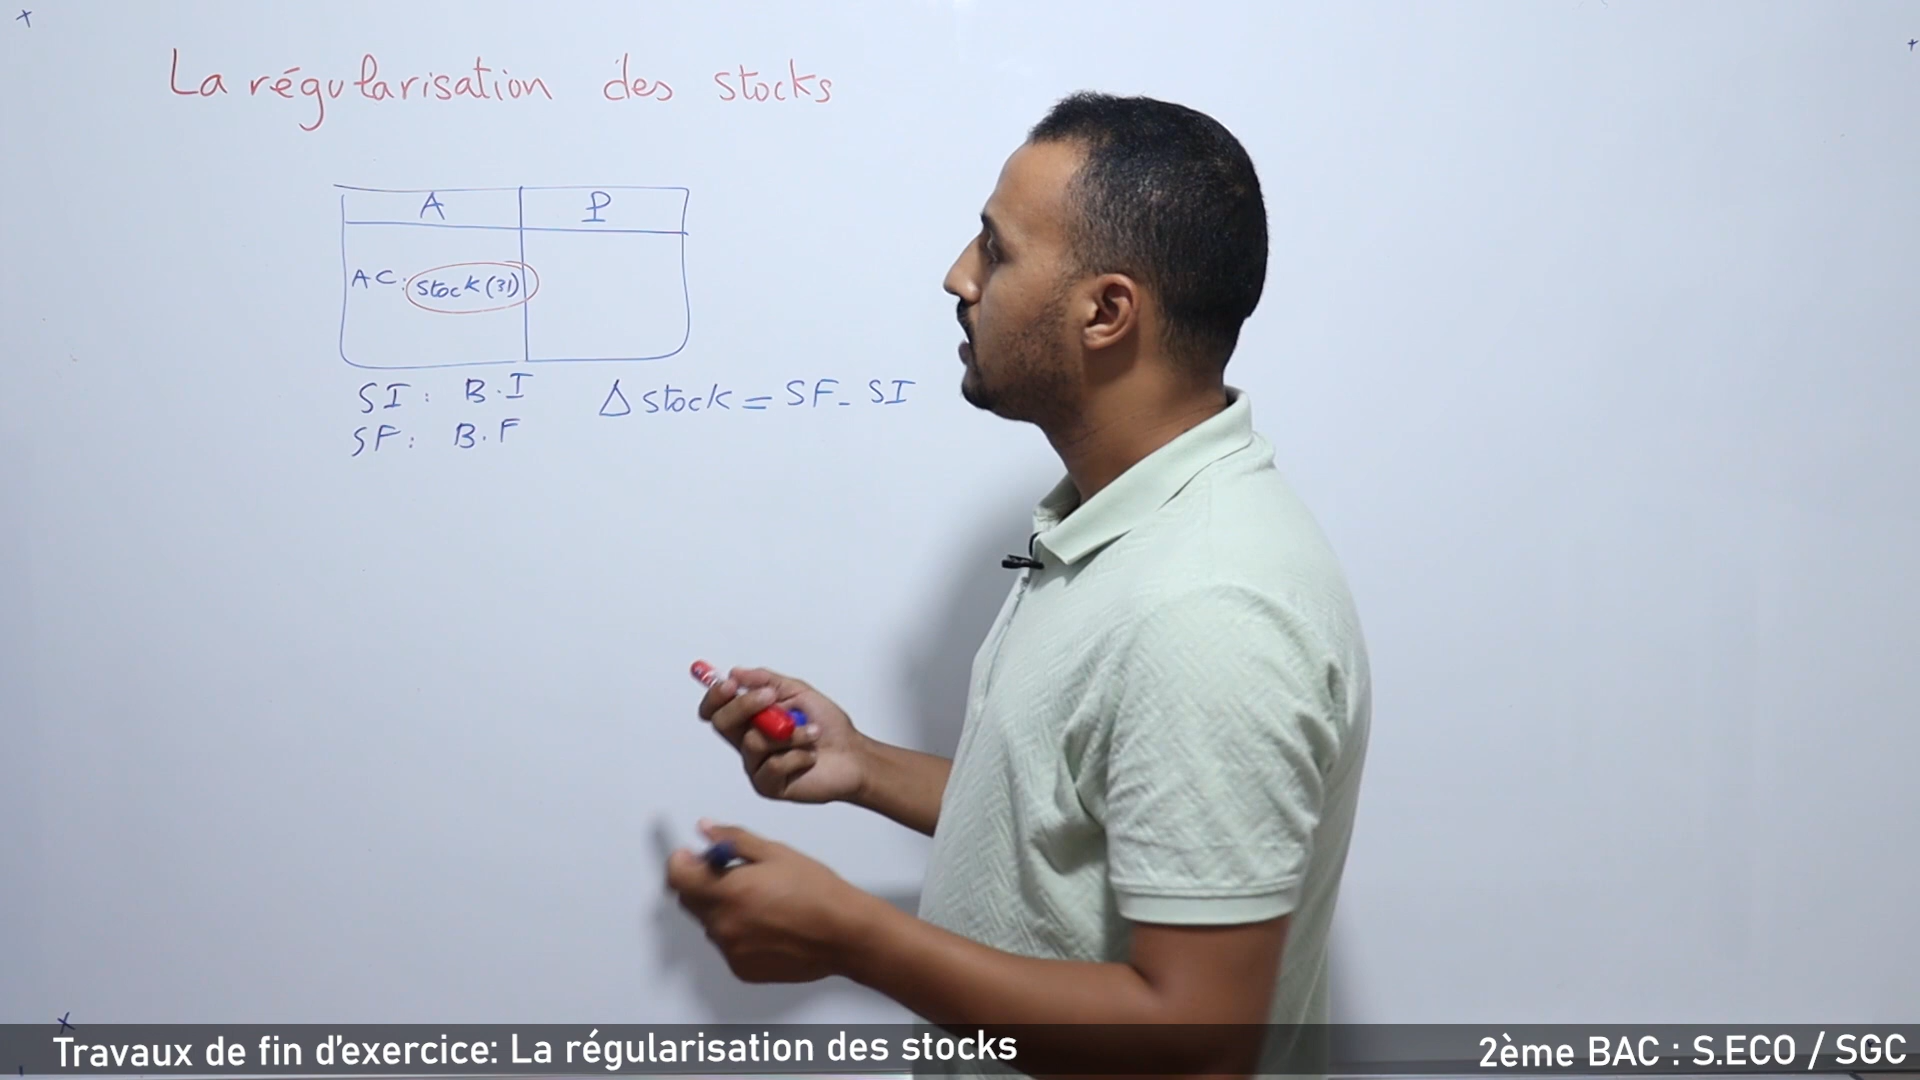 La régularisation des stocks
A P
AC: Stock (31)
SI: B.I
SF: B.F
Δ stock = SF - SI
Travaux de fin d'exercice: La régularisation des stocks
2ème BAC : S.ECO / SGC